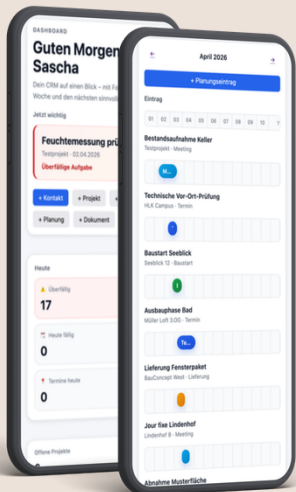 DASHBOARD
Guten Morgen
Sascha
Dein CRM auf einen Blick – mit
Woche und den nächsten
Jetzt wichtig
Feuchtemessung
Testprojekt · 02.04.2026
Überfällige Aufgabe
+ Kontakt
+ Projekt
+ Planung
+ Dokument
Heute
Überfällig
17
Heute fällig
0
Termine heute
0
Offene Projekte
← April 2026 →
+ Planungseintrag
Eintrag
01 02 03 04 05 06 07 08 09 10
Bestandsaufnahme Keller
Testprojekt · Meeting
M...
Technische Vor-Ort-Prüfung
HLK Campus · Termin
Baustart Seeblick
Seeblick 12 · Baustart
Ausbauphase Bad
Müller Loft 3.OG · Termin
Te...
Lieferung Fensterpaket
BauConcept West · Lieferung
Jour fixe Lindenhof
Lindenhof 8 · Meeting
Abnahme Musterfläche